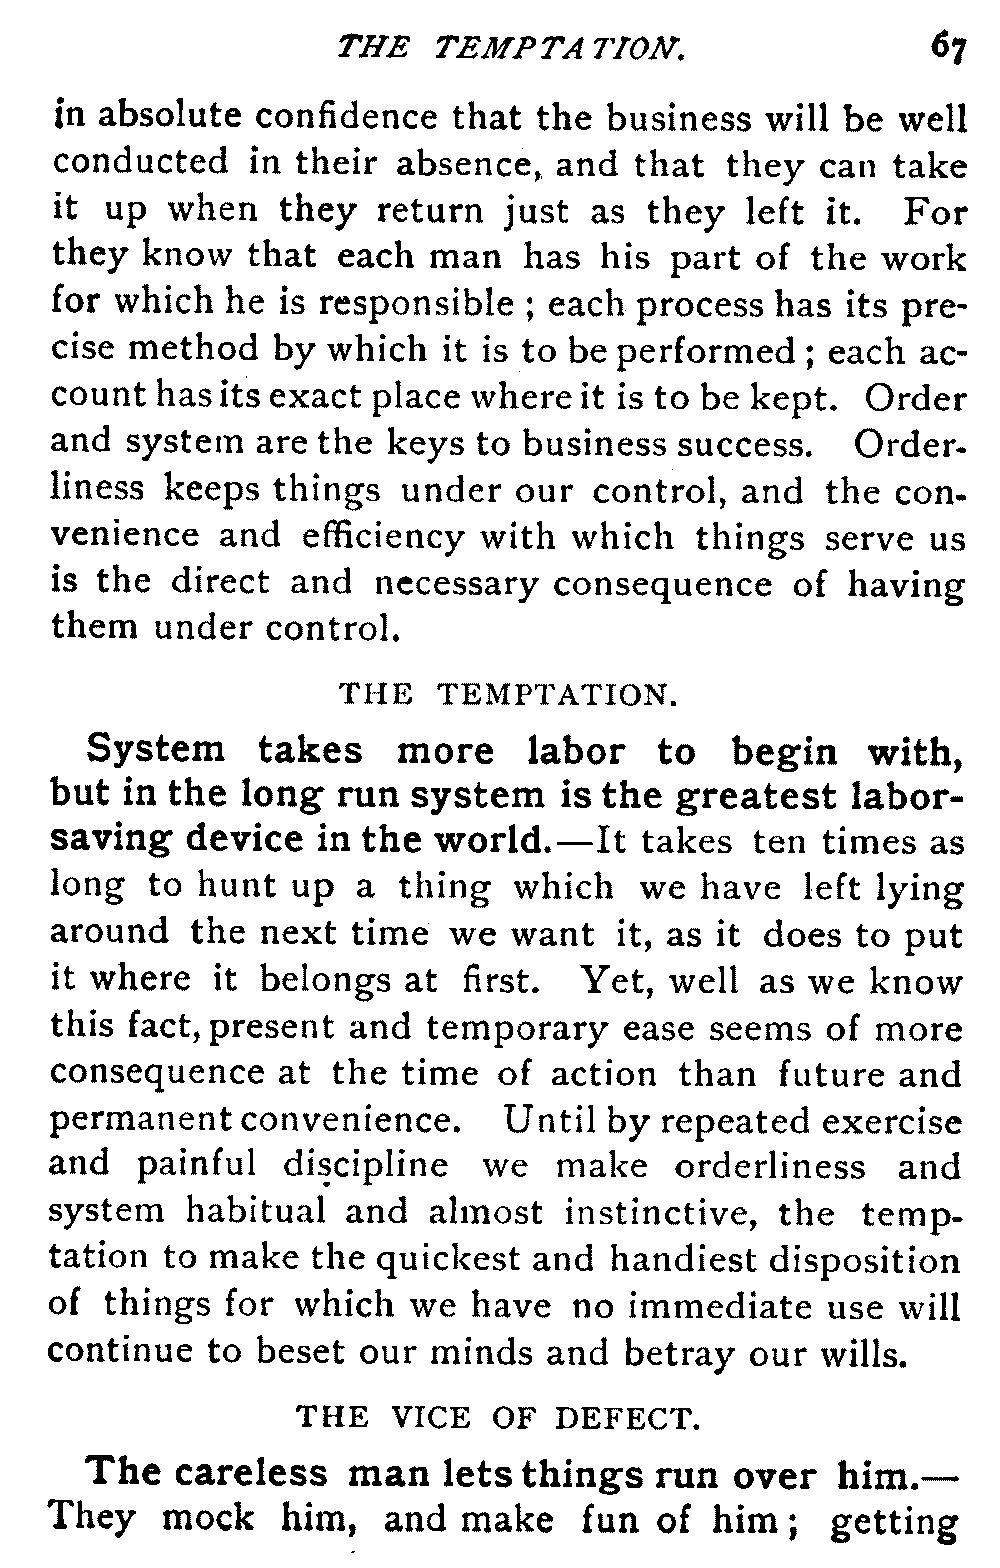 THE TEMPTATION. 67
in absolute confidence that the business will be well
conducted in their absence, and that they can take
it up when they return just as they left it. For
they know that each man has his part of the work
for which he is responsible ; each process has its pre-
cise method by which it is to be performed ; each ac-
count has its exact place where it is to be kept. Order
and system are the keys to business success. Order-
liness keeps things under our control, and the con-
venience and efficiency with which things serve us
is the direct and necessary consequence of having
them under control.
THE TEMPTATION.
System takes more labor to begin with,
but in the long run system is the greatest labor-
saving device in the world.—It takes ten times as
long to hunt up a thing which we have left lying
around the next time we want it, as it does to put
it where it belongs at first. Yet, well as we know
this fact, present and temporary ease seems of more
consequence at the time of action than future and
permanent convenience. Until by repeated exercise
and painful discipline we make orderliness and
system habitual and almost instinctive, the temp-
tation to make the quickest and handiest disposition
of things for which we have no immediate use will
continue to beset our minds and betray our wills.
THE VICE OF DEFECT.
The careless man lets things run over him.—
They mock him, and make fun of him ; getting